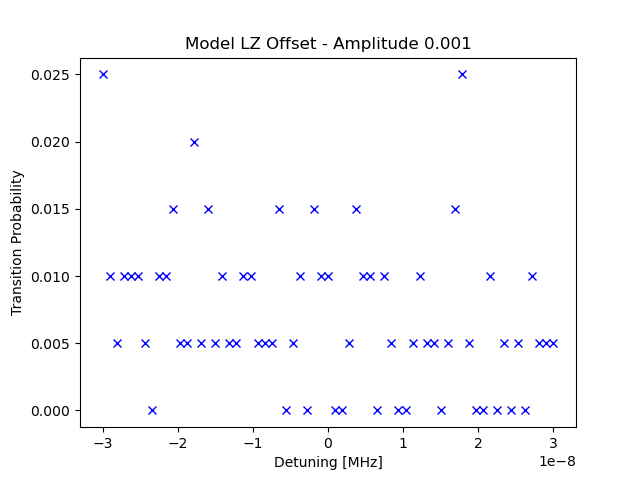 Model LZ Offset - Amplitude 0.001
Transition Probability
0.025
0.020
0.015
0.010
0.005
0.000
−3 −2 −1 0 1 2 3
1e−8
Detuning [MHz]